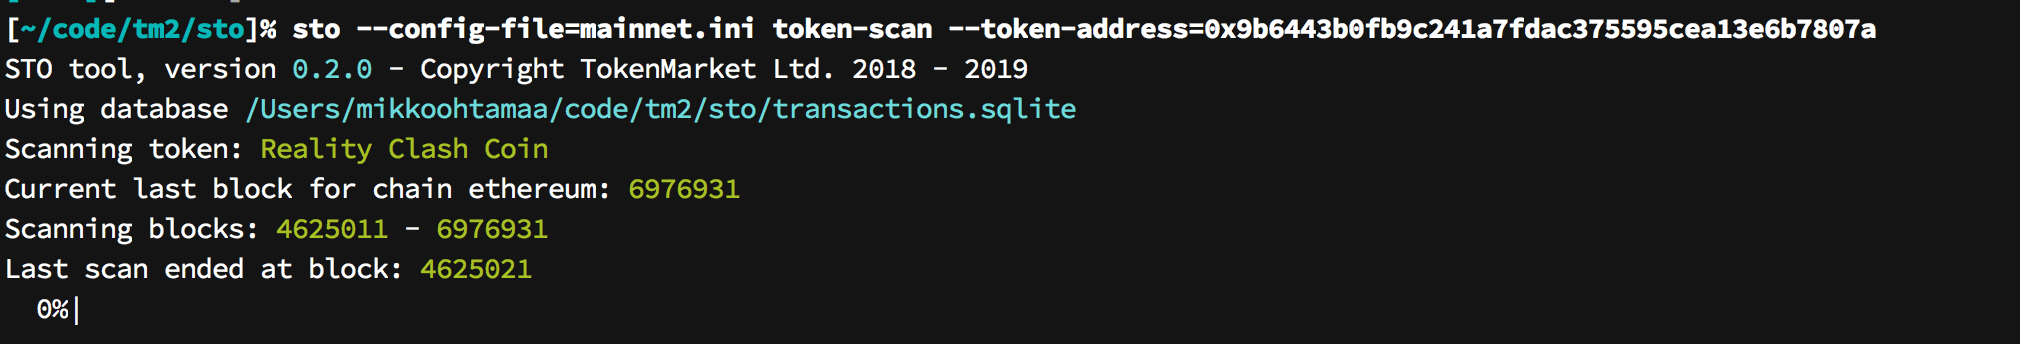 [~/code/tm2/sto]% sto --config-file=mainnet.ini token-scan --token-address=0x9b6443b0fb9c241a7fdac375595cea13e6b7807a
STO tool, version 0.2.0 - Copyright TokenMarket Ltd. 2018 - 2019
Using database /Users/mikkoohtamaa/code/tm2/sto/transactions.sqlite
Scanning token: Reality Clash Coin
Current last block for chain ethereum: 6976931
Scanning blocks: 4625011 - 6976931
Last scan ended at block: 4625021
0%|